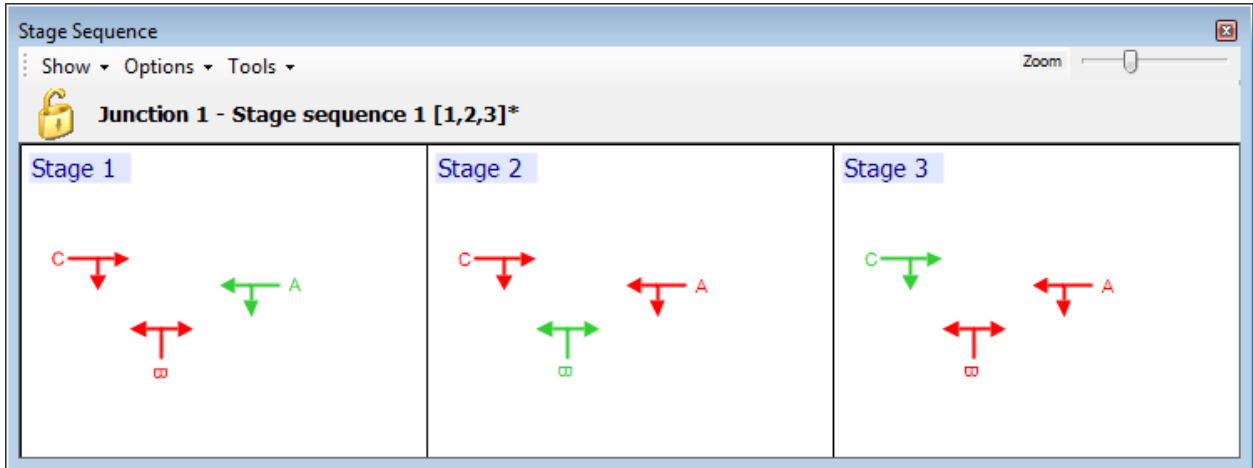 Stage Sequence
Show Options Tools Zoom
Junction 1 - Stage sequence 1 [1,2,3]*
Stage 1 Stage 2 Stage 3
C A B
C A B
C A B